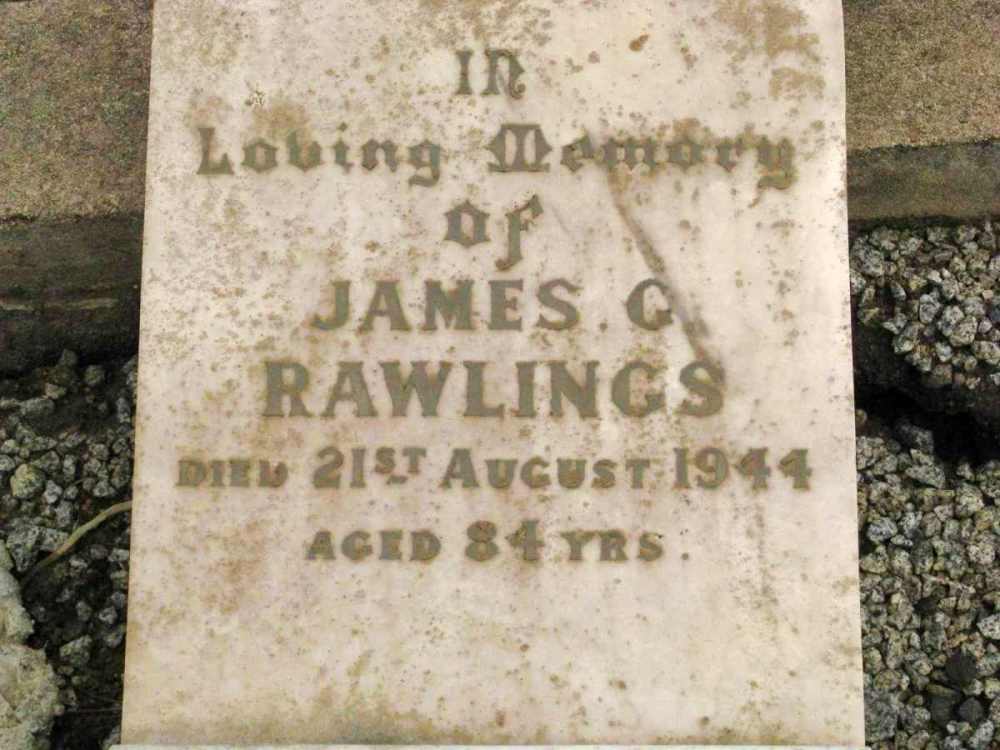 In
Loving Memory
of
JAMES G.
RAWLINGS
DIED 21ST AUGUST 1944
AGED 84 YRS.